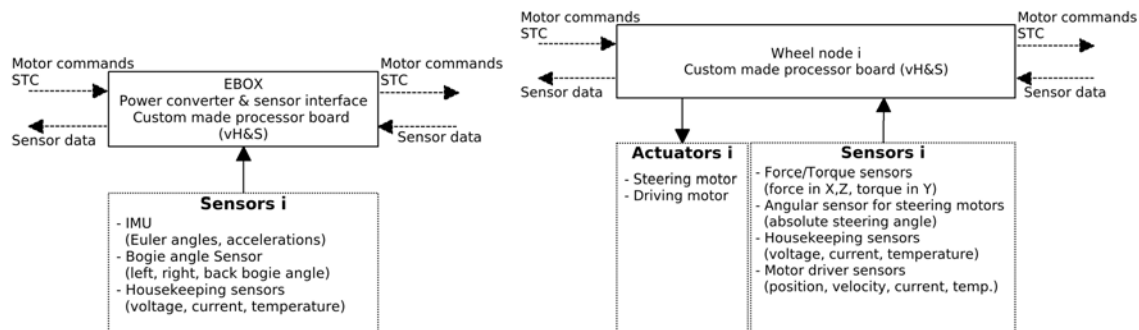 Motor commands
STC
Sensor data
EBOX
Power converter & sensor interface
Custom made processor board
(vH&S)
Motor commands
STC
Sensor data
Sensors i
- IMU
(Euler angles, accelerations)
- Bogie angle Sensor
(left, right, back bogie angle)
- Housekeeping sensors
(voltage, current, temperature)
Motor commands
STC
Sensor data
Wheel node i
Custom made processor board (vH&S)
Motor commands
STC
Sensor data
Actuators i
- Steering motor
- Driving motor
Sensors i
- Force/Torque sensors
(force in X,Z, torque in Y)
- Angular sensor for steering motors
(absolute steering angle)
- Housekeeping sensors
(voltage, current, temperature)
- Motor driver sensors
(position, velocity, current, temp.)